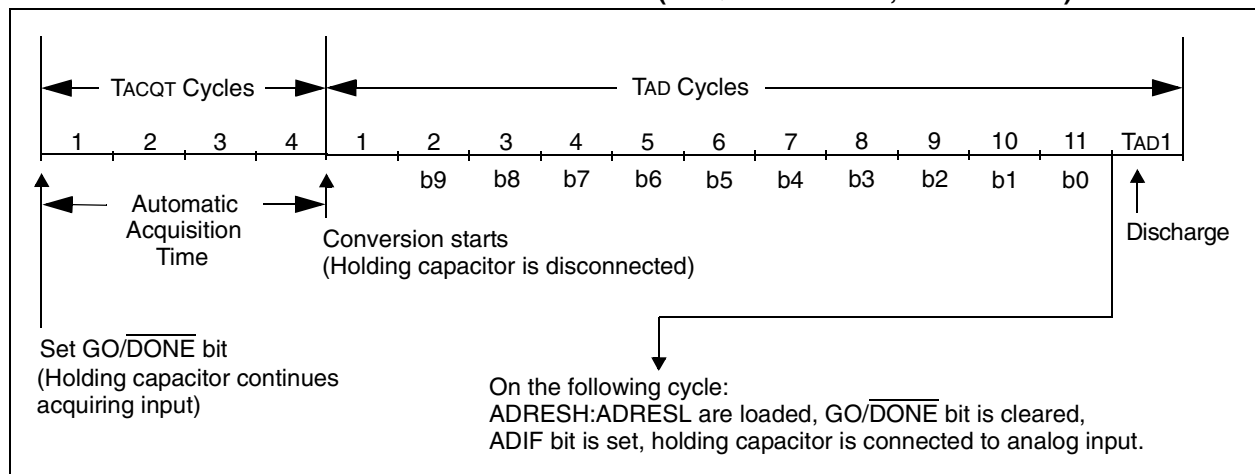 TACQT Cycles
TAD Cycles
1 2 3 4 1 2 3 4 5 6 7 8 9 10 11 TAD1
b9 b8 b7 b6 b5 b4 b3 b2 b1 b0
Automatic
Acquisition
Time
Conversion starts
(Holding capacitor is disconnected)
Discharge
Set GO/DONE bit
(Holding capacitor continues
acquiring input)
On the following cycle:
ADRESH:ADRESL are loaded, GO/DONE bit is cleared,
ADIF bit is set, holding capacitor is connected to analog input.